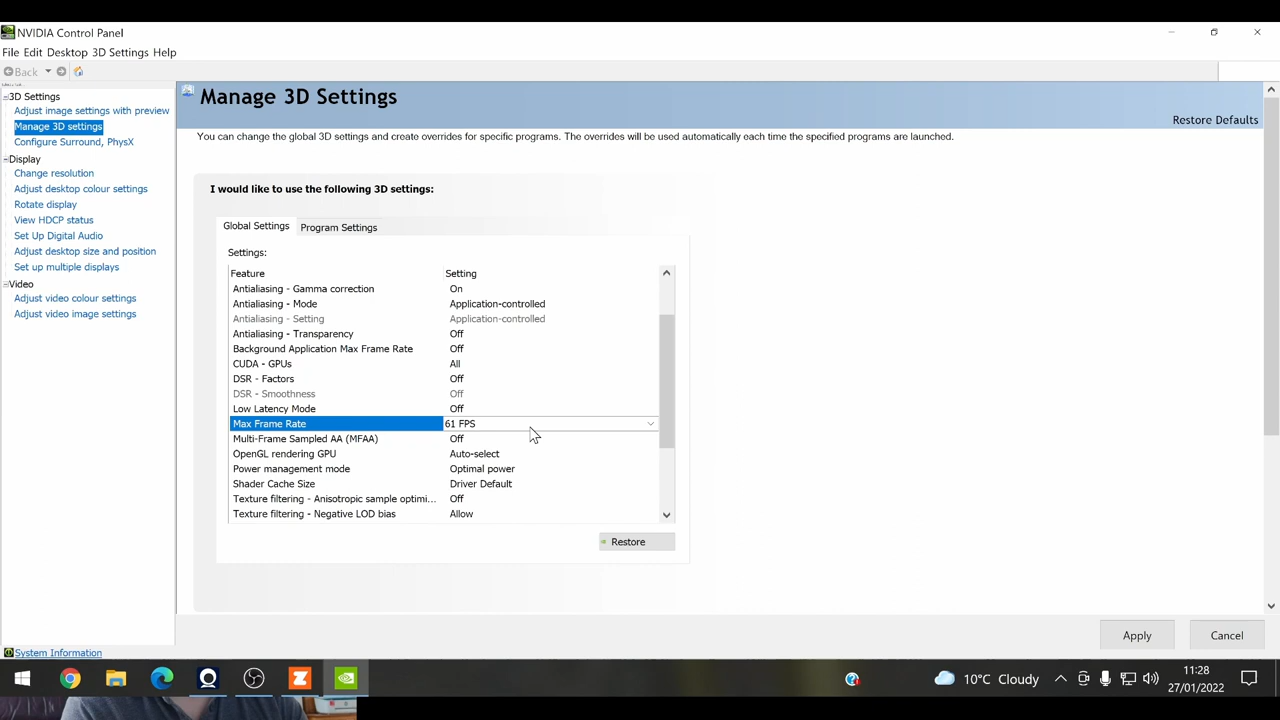 NVIDIA Control Panel
File Edit Desktop 3D Settings Help
Back
3D Settings
Adjust image settings with preview
Manage 3D settings
Configure Surround, PhysX
Display
Change resolution
Adjust desktop colour settings
Rotate display
View HDCP status
Set Up Digital Audio
Adjust desktop size and position
Set up multiple displays
Video
Adjust video colour settings
Adjust video image settings
System Information
Manage 3D Settings
Restore Defaults
You can change the global 3D settings and create overrides for specific programs. The overrides will be used automatically each time the specified programs are launched.
I would like to use the following 3D settings:
Global Settings Program Settings
Settings:
Feature Setting
Antialiasing - Gamma correction On
Antialiasing - Mode Application-controlled
Antialiasing - Setting Application-controlled
Antialiasing - Transparency Off
Background Application Max Frame Rate Off
CUDA - GPUs All
DSR - Factors Off
DSR - Smoothness Off
Low Latency Mode Off
Max Frame Rate 61 FPS
Multi-Frame Sampled AA (MFAA) Off
OpenGL rendering GPU Auto-select
Power management mode Optimal power
Shader Cache Size Driver Default
Texture filtering - Anisotropic sample optimi... Off
Texture filtering - Negative LOD bias Allow
Restore
Apply Cancel
10°C Cloudy
11:28
27/01/2022